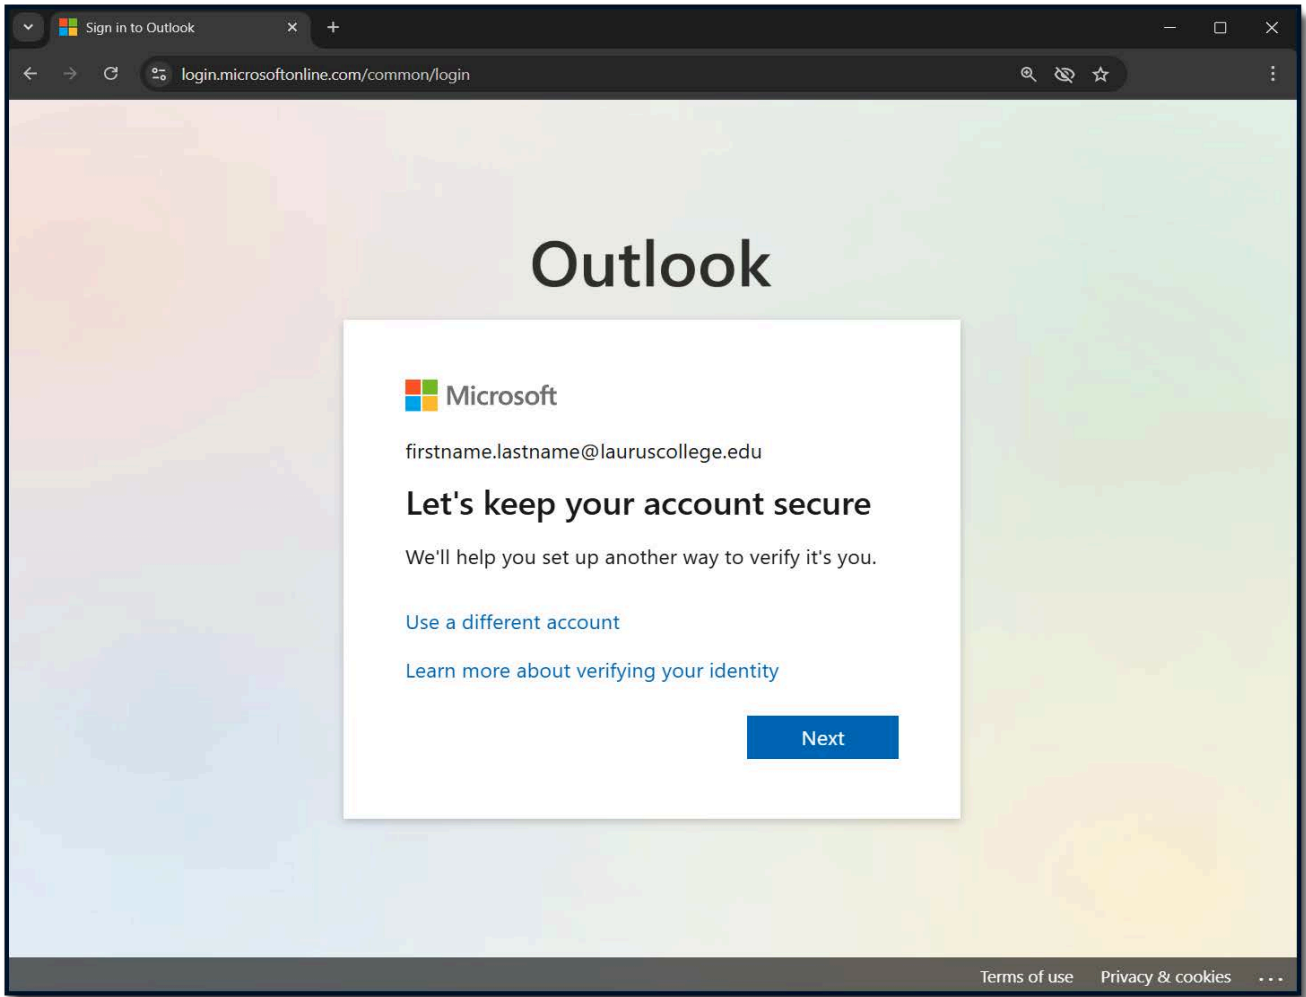 Sign in to Outlook
login.microsoftonline.com/common/login
Outlook
Microsoft
firstname.lastname@lauruscollege.edu
Let's keep your account secure
We'll help you set up another way to verify it's you.
Use a different account
Learn more about verifying your identity
Next
Terms of use Privacy & cookies ...